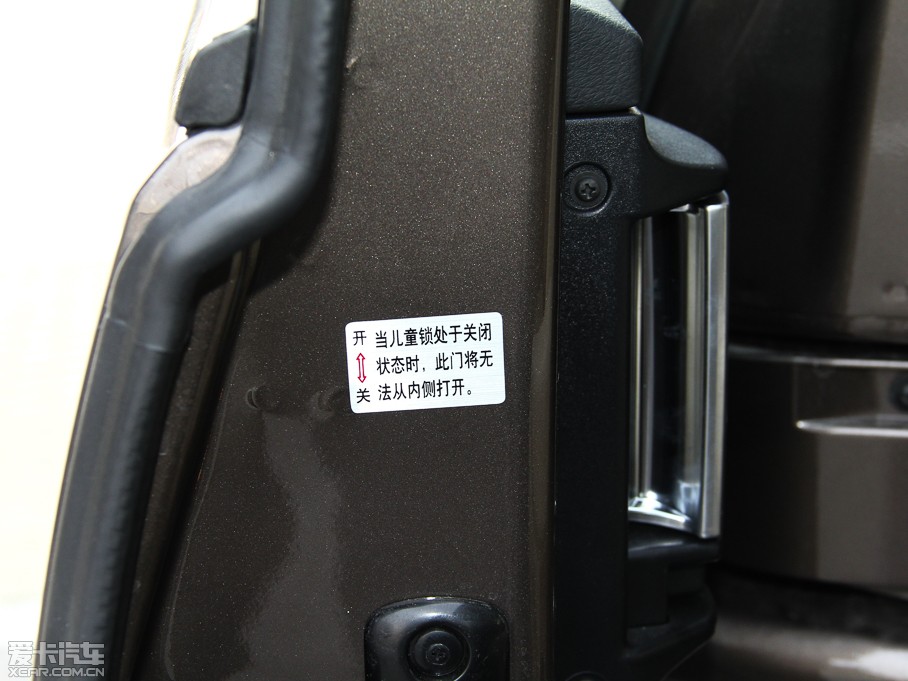 开 当儿童锁处于关闭
状态时，此门将无
关 法从内侧打开。
爱卡汽车
XCAR.COM.CN